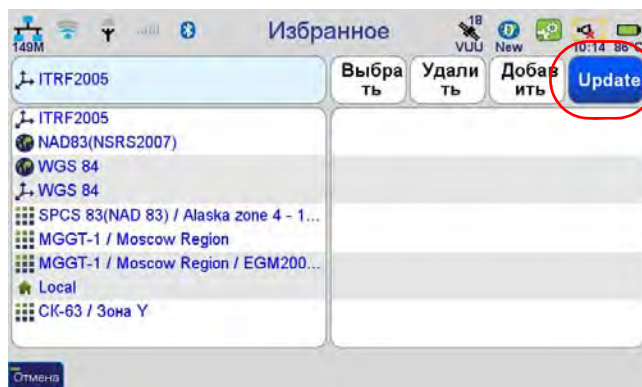 Избранное
149M
18
VUU
New
10:14 86°C
ITRF2005
Выбра
ть
Удали
ть
Добав
ить
Update
ITRF2005
NAD83(NSRS2007)
WGS 84
WGS 84
SPCS 83(NAD 83) / Alaska zone 4 - 1...
MGGT-1 / Moscow Region
MGGT-1 / Moscow Region / EGM200...
Local
СК-63 / Зона Y
Отмена